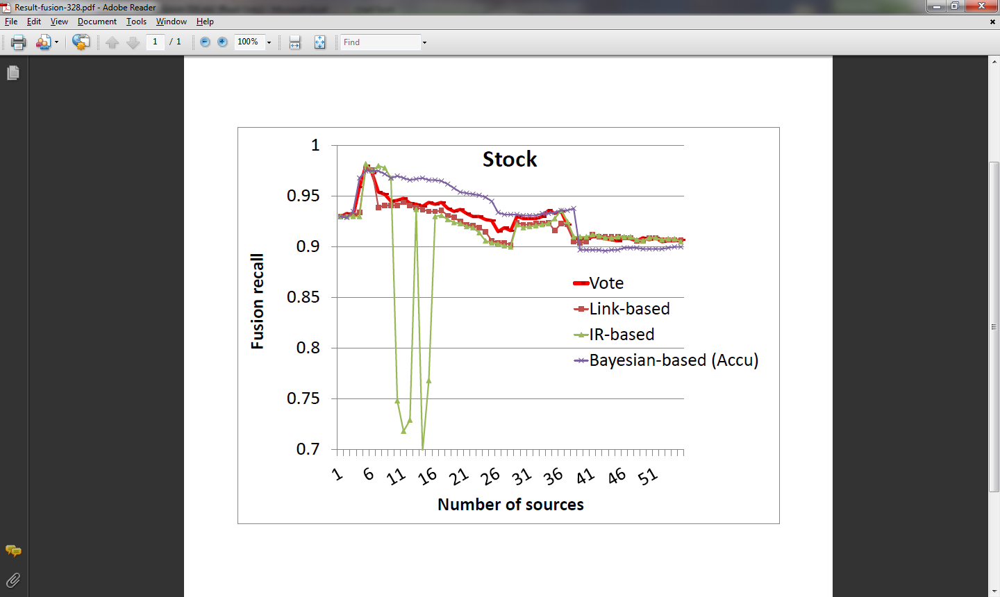 Result-fusion-328.pdf - Adobe Reader
File Edit View Document Tools Window Help
1 / 1 100% Find
Stock
1
0.95
0.9
0.85
0.8
0.75
0.7
Fusion recall
Vote
Link-based
IR-based
Bayesian-based (Accu)
1 6 11 16 21 26 31 36 41 46 51
Number of sources